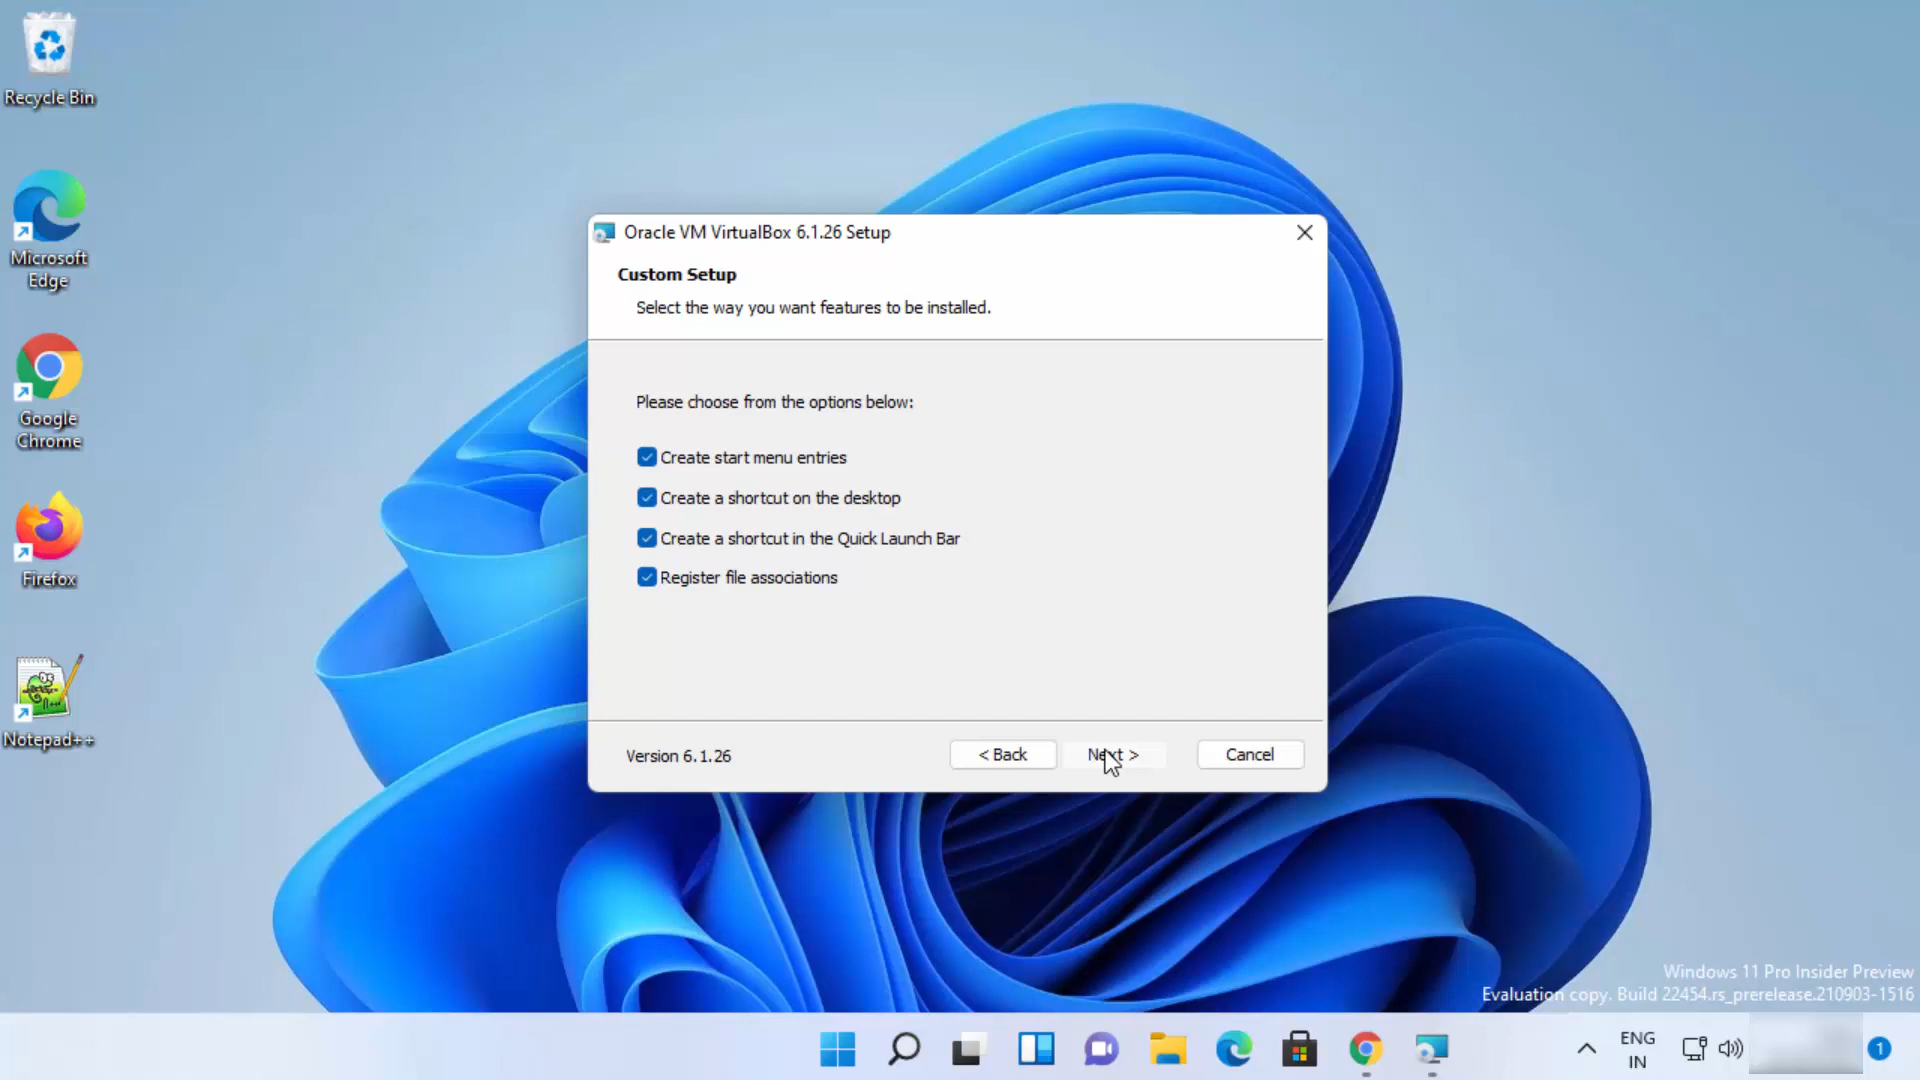 Recycle Bin
Microsoft
Edge
Google
Chrome
Firefox
Notepad++
Oracle VM VirtualBox 6.1.26 Setup
Custom Setup
Select the way you want features to be installed.
Please choose from the options below:
Create start menu entries
Create a shortcut on the desktop
Create a shortcut in the Quick Launch Bar
Register file associations
Version 6.1.26
< Back
Next >
Cancel
Windows 11 Pro Insider Preview
Evaluation copy. Build 22454.rs_prerelease.210903-1516
ENG
IN
1